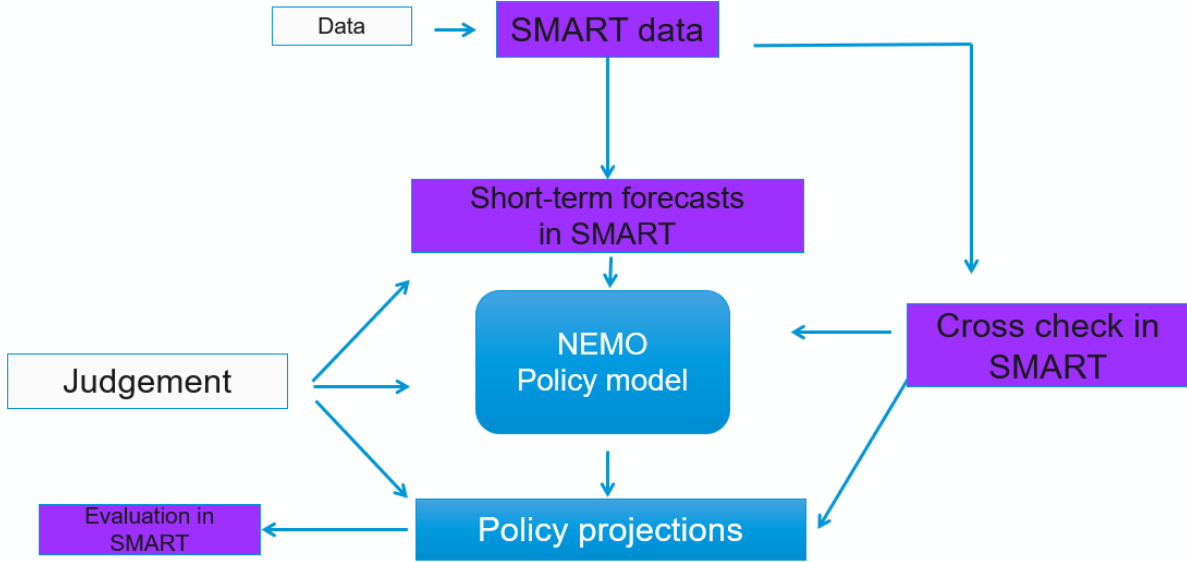 Data
SMART data
Short-term forecasts
in SMART
NEMO
Policy model
Cross check in
SMART
Judgement
Evaluation in
SMART
Policy projections